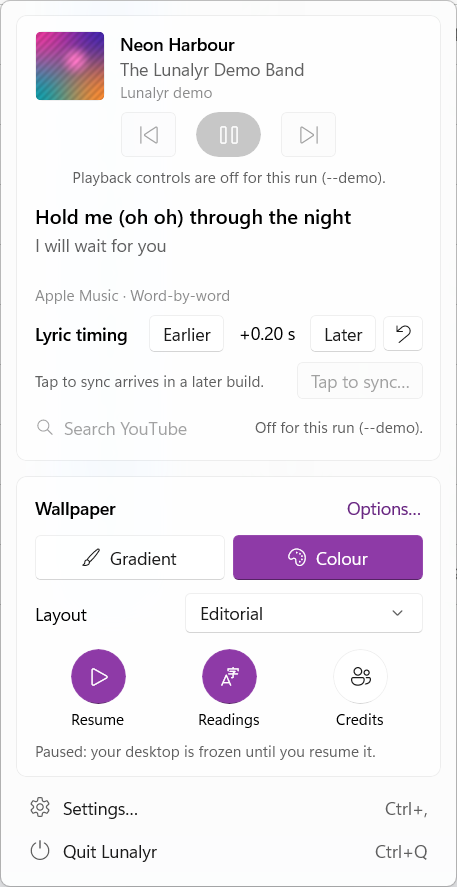 Neon Harbour
The Lunalyr Demo Band
Lunalyr demo
Playback controls are off for this run (--demo).
Hold me (oh oh) through the night
I will wait for you
Apple Music · Word-by-word
Lyric timing Earlier +0.20 s Later
Tap to sync arrives in a later build. Tap to sync...
Search YouTube Off for this run (--demo).
Wallpaper Options...
Gradient Colour
Layout Editorial
Resume Readings Credits
Paused: your desktop is frozen until you resume it.
Settings... Ctrl+,
Quit Lunalyr Ctrl+Q